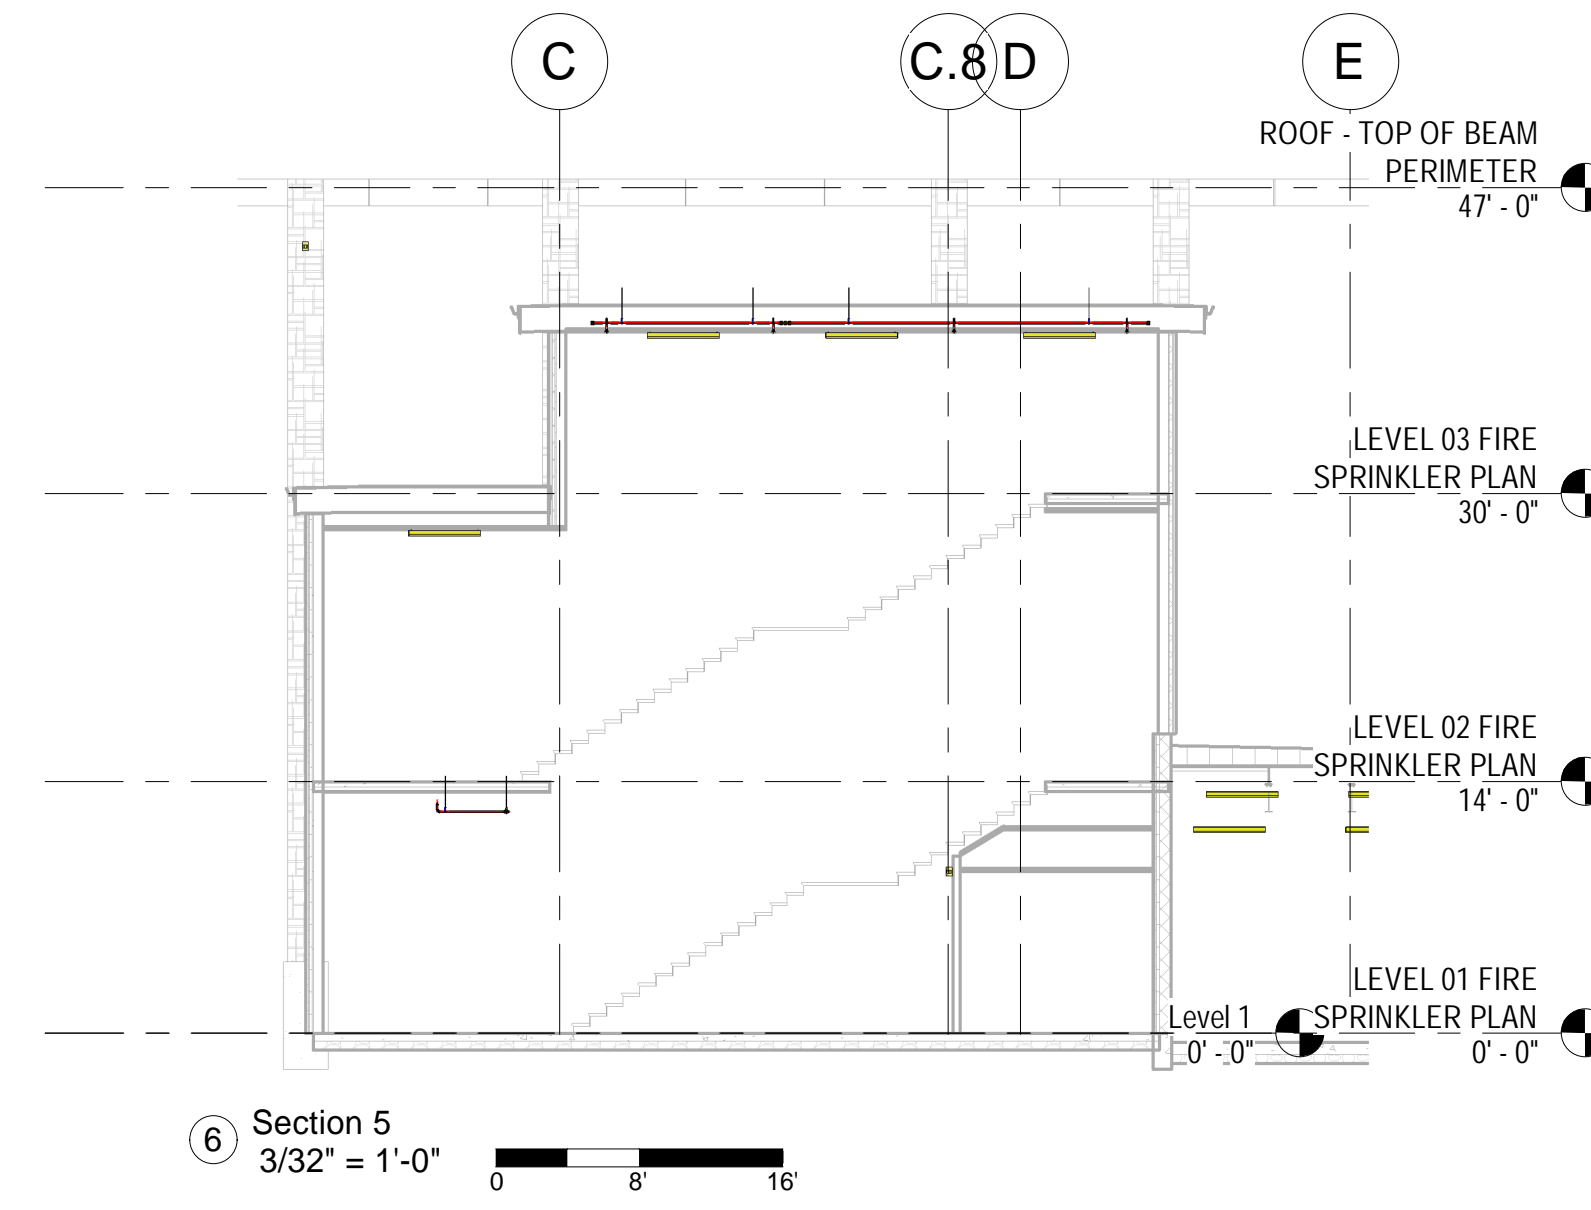 C
C.8
D
E
ROOF - TOP OF BEAM
PERIMETER
47' - 0"
LEVEL 03 FIRE
SPRINKLER PLAN
30' - 0"
LEVEL 02 FIRE
SPRINKLER PLAN
14' - 0"
LEVEL 01 FIRE
SPRINKLER PLAN
0' - 0"
Level 1
0' - 0"
6
Section 5
3/32" = 1'-0"
0 8' 16'